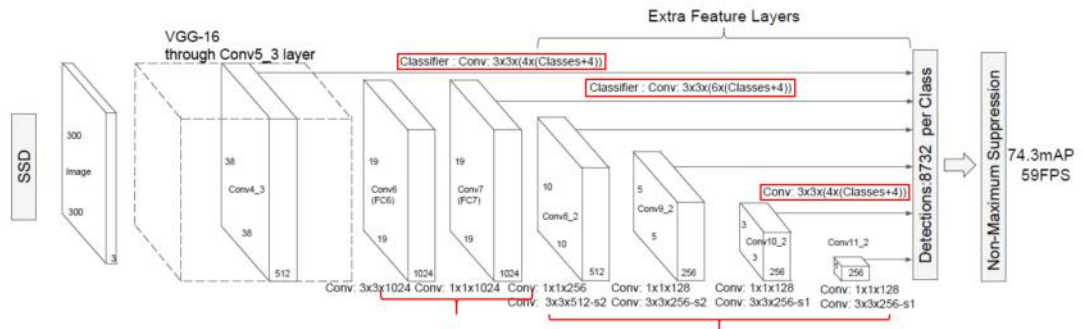 Extra Feature Layers
VGG-16
through Conv5_3 layer
Classifier : Conv: 3x3x(4x(Classes+4))
Classifier : Conv: 3x3x(6x(Classes+4))
Conv: 3x3x(4x(Classes+4))
SSD
300
Image
300
3
38
Conv4_3
38
512
19
Conv6
(FC6)
19
1024
19
Conv7
(FC7)
19
1024
10
Conv8_2
10
512
5
Conv9_2
5
256
3
Conv10_2
3
256
Conv11_2
1
256
Detections:8732 per Class
Non-Maximum Suppression
74.3mAP
59FPS
Conv: 3x3x1024
Conv: 1x1x1024
Conv: 1x1x256
Conv: 3x3x512-s2
Conv: 1x1x128
Conv: 3x3x256-s2
Conv: 1x1x128
Conv: 3x3x256-s1
Conv: 1x1x128
Conv: 3x3x256-s1